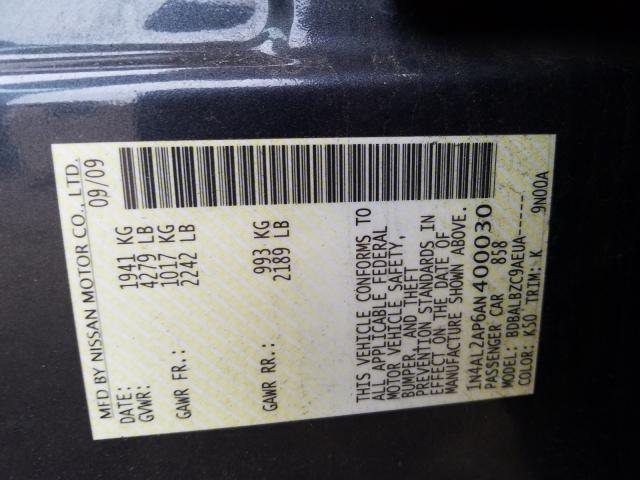 MFD BY NISSAN MOTOR CO., LTD.
DATE: 09/09
GVWR: 1941 KG
4279 LB
GAWR FR.: 1017 KG
2242 LB
GAWR RR.: 993 KG
2189 LB
THIS VEHICLE CONFORMS TO
ALL APPLICABLE FEDERAL
MOTOR VEHICLE SAFETY,
BUMPER, AND THEFT
PREVENTION STANDARDS IN
EFFECT ON THE DATE OF
MANUFACTURE SHOWN ABOVE.
1N4AL2AP6AN400030
PASSENGER CAR 858
MODEL: BDBALBZC9AEUA-----
COLOR: K50 TRIM: K 9N00A